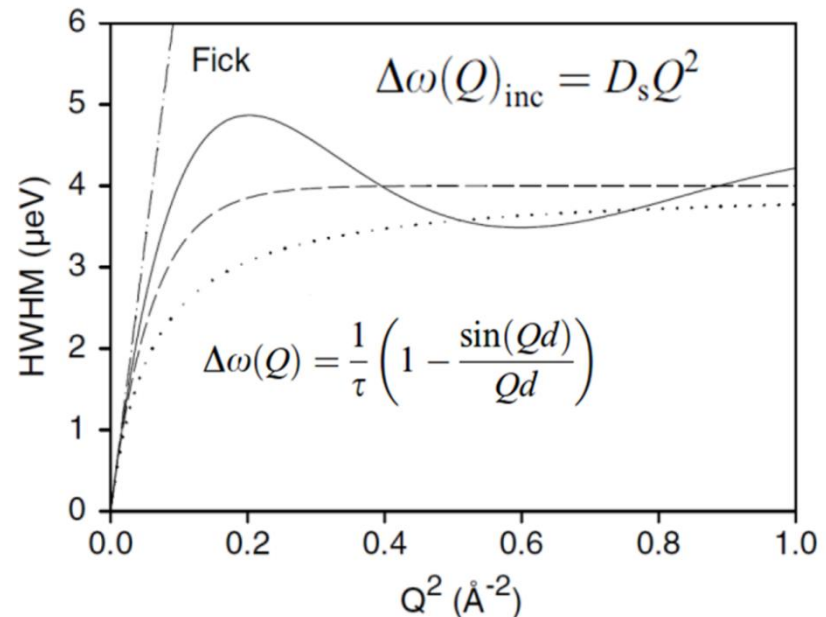 6
Fick
Δω(Q)inc = DsQ²
5
4
HWHM (μeV)
3
2
Δω(Q) = 1/τ (1 − sin(Qd)/Qd)
1
0
0.0 0.2 0.4 0.6 0.8 1.0
Q² (Å⁻²)